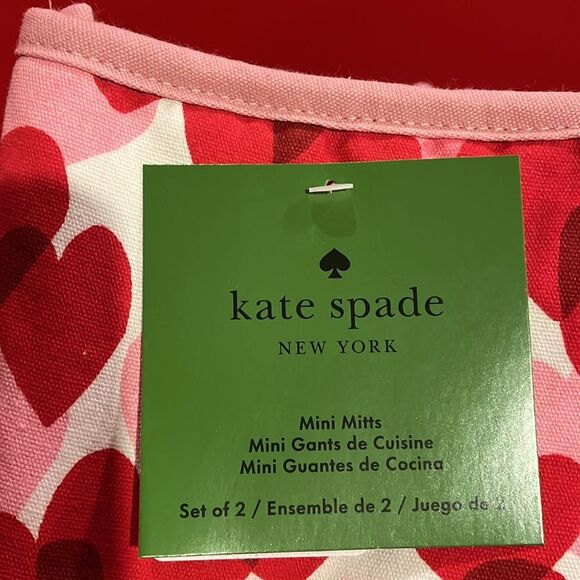 kate spade
NEW YORK
Mini Mitts
Mini Gants de Cuisine
Mini Guantes de Cocina
Set of 2 / Ensemble de 2 / Juego de 2